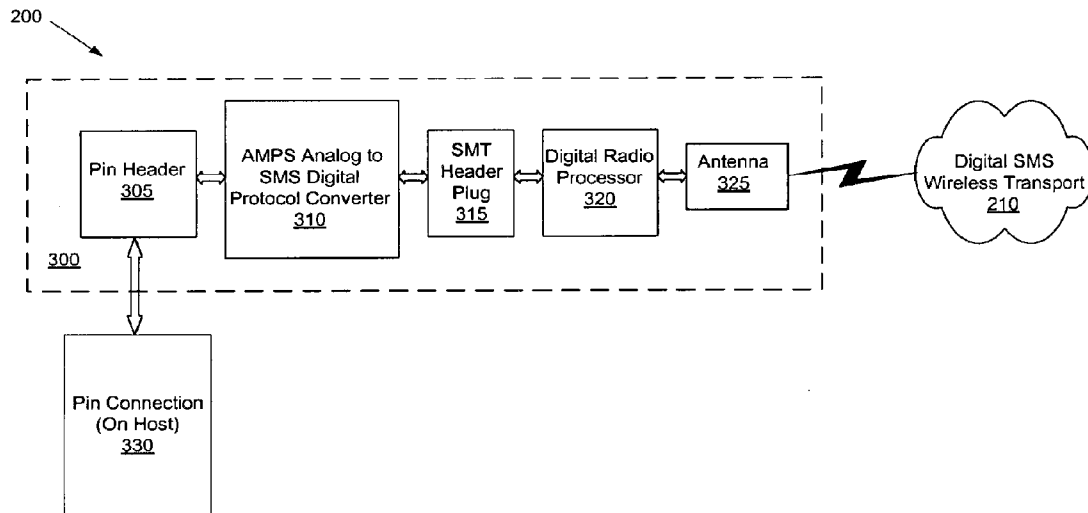 200
Pin Header
305
AMPS Analog to
SMS Digital
Protocol Converter
310
SMT
Header
Plug
315
Digital Radio
Processor
320
Antenna
325
Digital SMS
Wireless Transport
210
300
Pin Connection
(On Host)
330